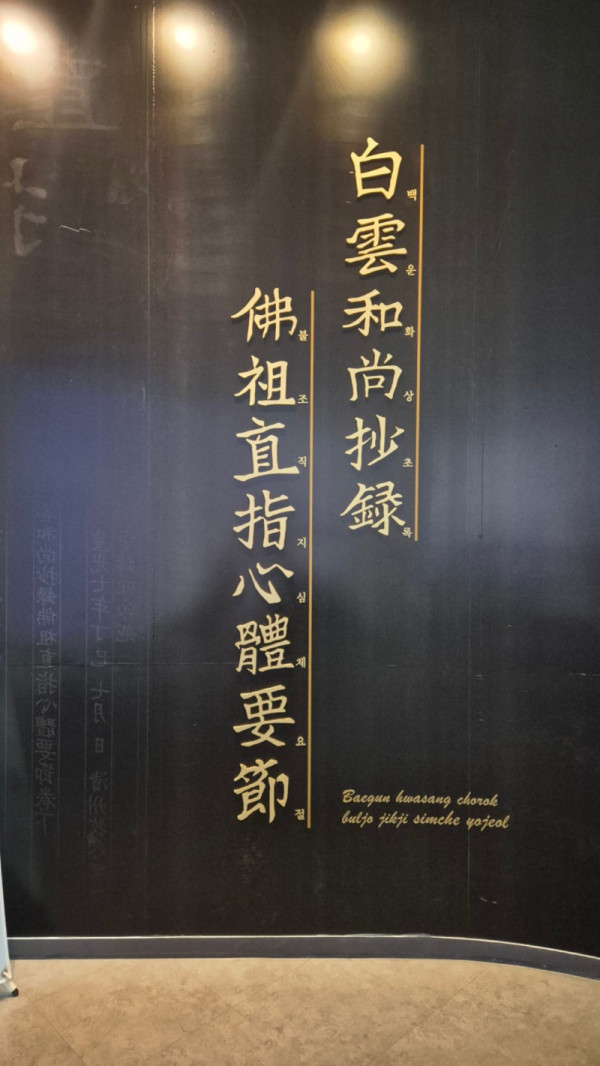 白雲和尚抄録
백운화상초록
佛祖直指心體要節
불조직지심체요절
Baegun hwasang chorok
buljo jikji simche yojeol